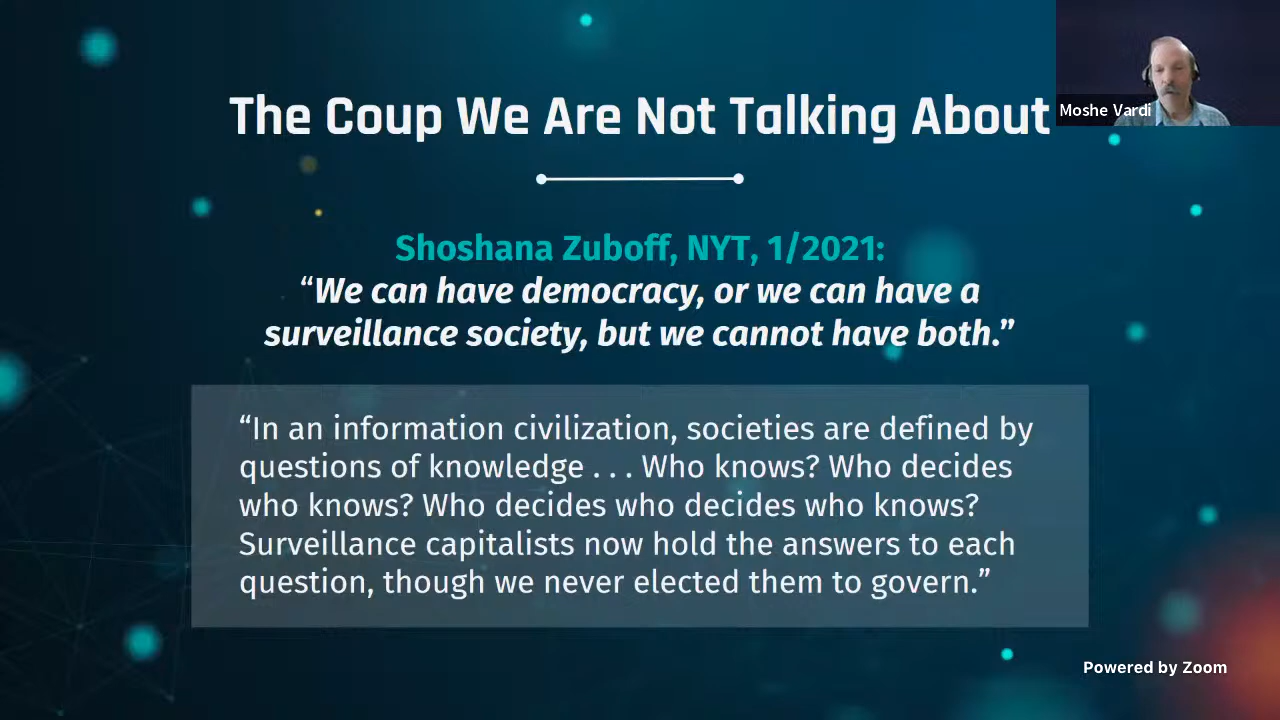 The Coup We Are Not Talking About
Moshe Vardi
Shoshana Zuboff, NYT, 1/2021:
“We can have democracy, or we can have a
surveillance society, but we cannot have both.”
“In an information civilization, societies are defined by
questions of knowledge . . . Who knows? Who decides
who knows? Who decides who decides who knows?
Surveillance capitalists now hold the answers to each
question, though we never elected them to govern.”
Powered by Zoom